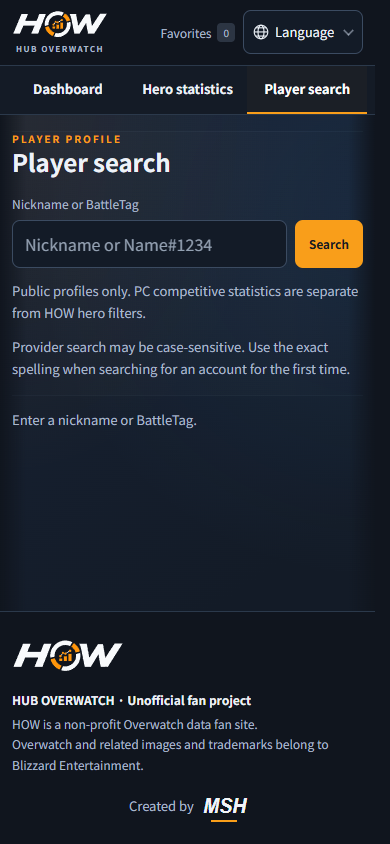 HOW
HUB OVERWATCH
Favorites 0
Language
Dashboard
Hero statistics
Player search
PLAYER PROFILE
Player search
Nickname or BattleTag
Nickname or Name#1234
Search
Public profiles only. PC competitive statistics are separate
from HOW hero filters.
Provider search may be case-sensitive. Use the exact
spelling when searching for an account for the first time.
Enter a nickname or BattleTag.
HOW
HUB OVERWATCH · Unofficial fan project
HOW is a non-profit Overwatch data fan site.
Overwatch and related images and trademarks belong to
Blizzard Entertainment.
Created by MSH